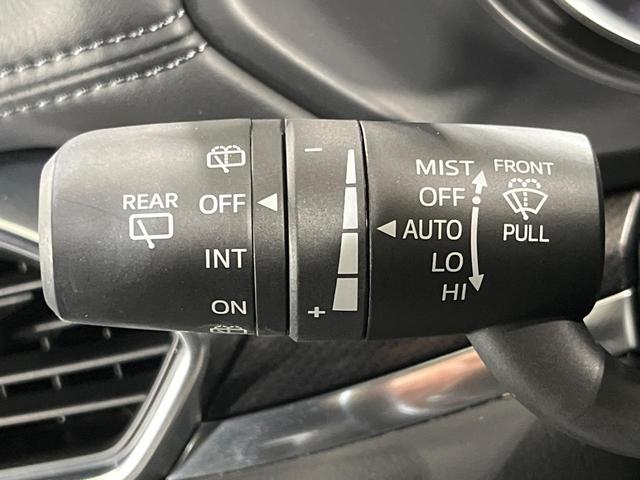 REAR
OFF
INT
ON
−
+
MIST
OFF
AUTO
LO
HI
FRONT
PULL